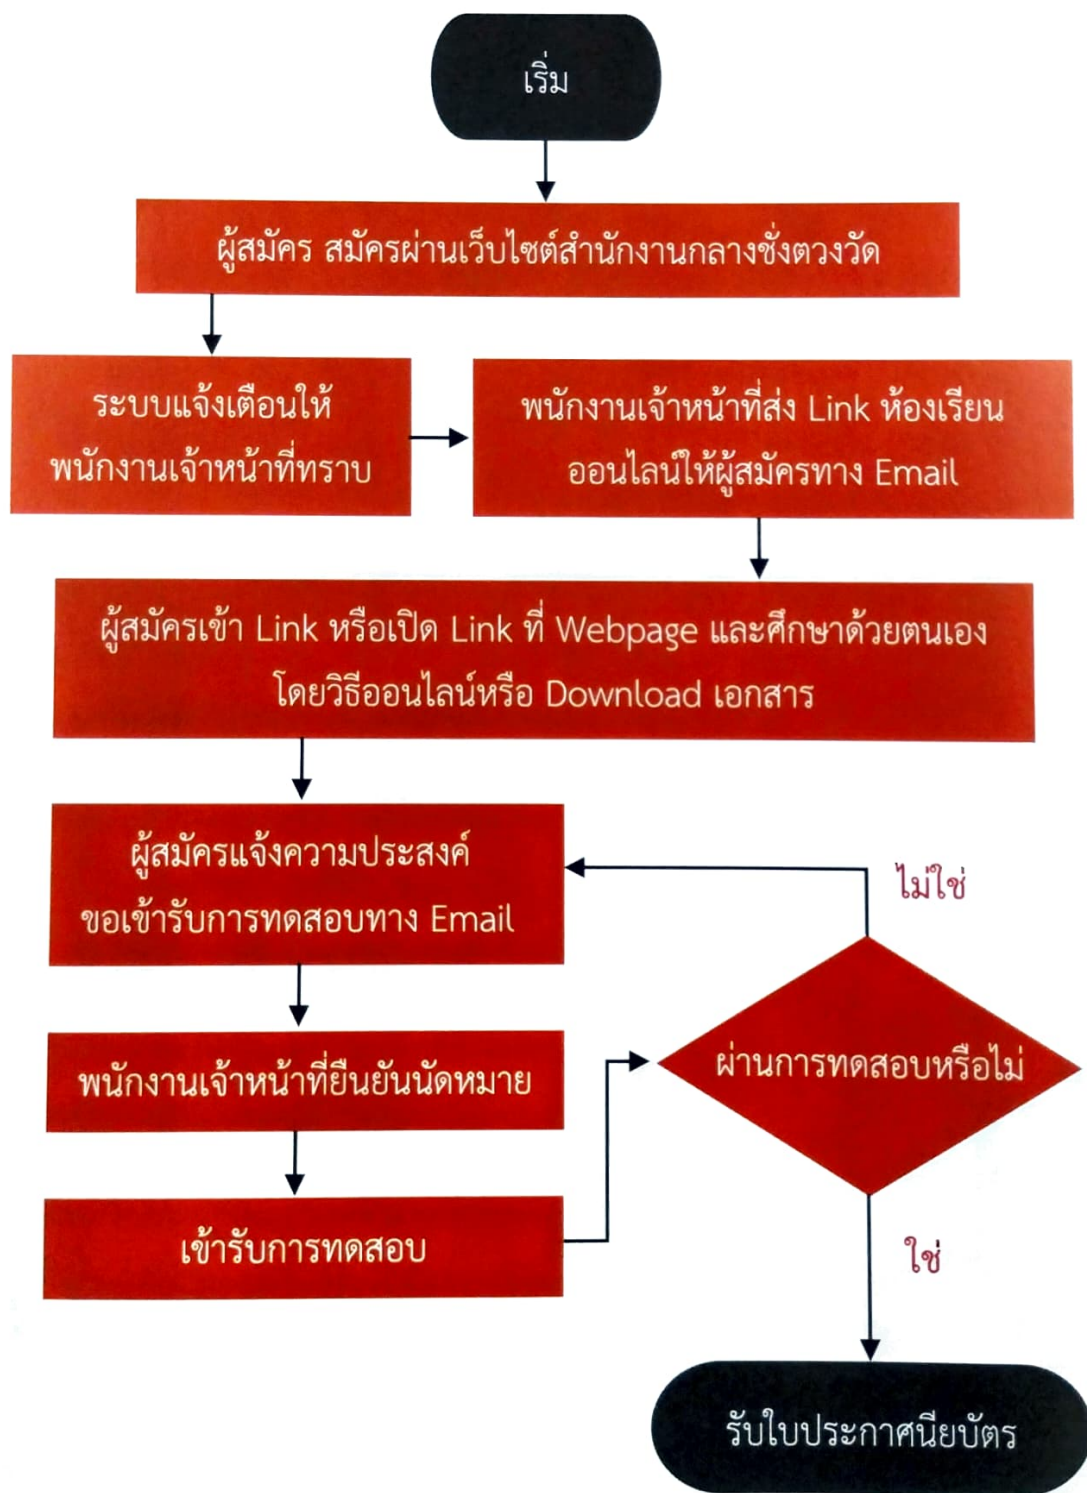 เริ่ม
ผู้สมัคร สมัครผ่านเว็บไซต์สำนักงานกลางชั่งตวงวัด
ระบบแจ้งเตือนให้
พนักงานเจ้าหน้าที่ทราบ
พนักงานเจ้าหน้าที่ส่ง Link ห้องเรียน
ออนไลน์ให้ผู้สมัครทาง Email
ผู้สมัครเข้า Link หรือเปิด Link ที่ Webpage และศึกษาด้วยตนเอง
โดยวิธีออนไลน์หรือ Download เอกสาร
ผู้สมัครแจ้งความประสงค์
ขอเข้ารับการทดสอบทาง Email
พนักงานเจ้าหน้าที่ยืนยันนัดหมาย
เข้ารับการทดสอบ
ผ่านการทดสอบหรือไม่
ไม่ใช่
ใช่
รับใบประกาศนียบัตร